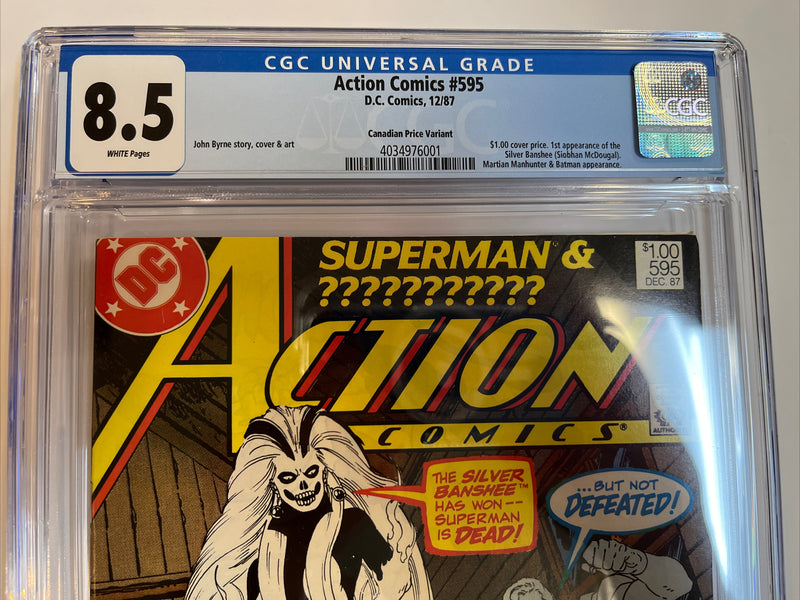 CGC UNIVERSAL GRADE
8.5
WHITE Pages
Action Comics #595
D.C. Comics, 12/87
Canadian Price Variant
John Byrne story, cover & art
4034976001
$1.00 cover price. 1st appearance of the
Silver Banshee (Siobhan McDougal).
Martian Manhunter & Batman appearance.
CGC
CGC
DC
SUPERMAN &
???????????
$1.00
595
DEC. 87
ACTION
COMICS®
THE SILVER
BANSHEE™
HAS WON --
SUPERMAN
IS DEAD!
...BUT NOT
DEFEATED!